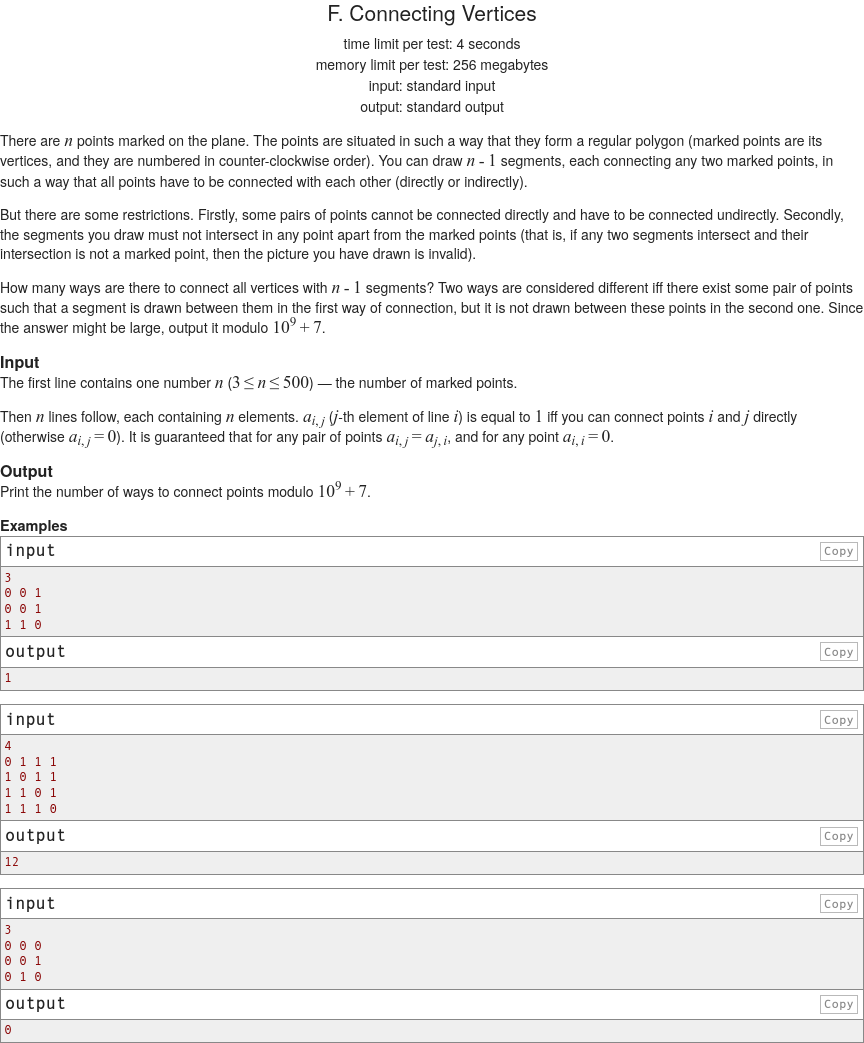 F. Connecting Vertices
time limit per test: 4 seconds
memory limit per test: 256 megabytes
input: standard input
output: standard output
There are n points marked on the plane. The points are situated in such a way that they form a regular polygon (marked points are its
vertices, and they are numbered in counter-clockwise order). You can draw n - 1 segments, each connecting any two marked points, in
such a way that all points have to be connected with each other (directly or indirectly).
But there are some restrictions. Firstly, some pairs of points cannot be connected directly and have to be connected undirectly. Secondly,
the segments you draw must not intersect in any point apart from the marked points (that is, if any two segments intersect and their
intersection is not a marked point, then the picture you have drawn is invalid).
How many ways are there to connect all vertices with n - 1 segments? Two ways are considered different iff there exist some pair of points
such that a segment is drawn between them in the first way of connection, but it is not drawn between these points in the second one. Since
the answer might be large, output it modulo 10^9 + 7.
Input
The first line contains one number n (3 ≤ n ≤ 500) — the number of marked points.
Then n lines follow, each containing n elements. a_{i, j} (j-th element of line i) is equal to 1 iff you can connect points i and j directly
(otherwise a_{i, j} = 0). It is guaranteed that for any pair of points a_{i, j} = a_{j, i}, and for any point a_{i, i} = 0.
Output
Print the number of ways to connect points modulo 10^9 + 7.
Examples
input Copy
3
0 0 1
0 0 1
1 1 0
output Copy
1
input Copy
4
0 1 1 1
1 0 1 1
1 1 0 1
1 1 1 0
output Copy
12
input Copy
3
0 0 0
0 0 1
0 1 0
output Copy
0